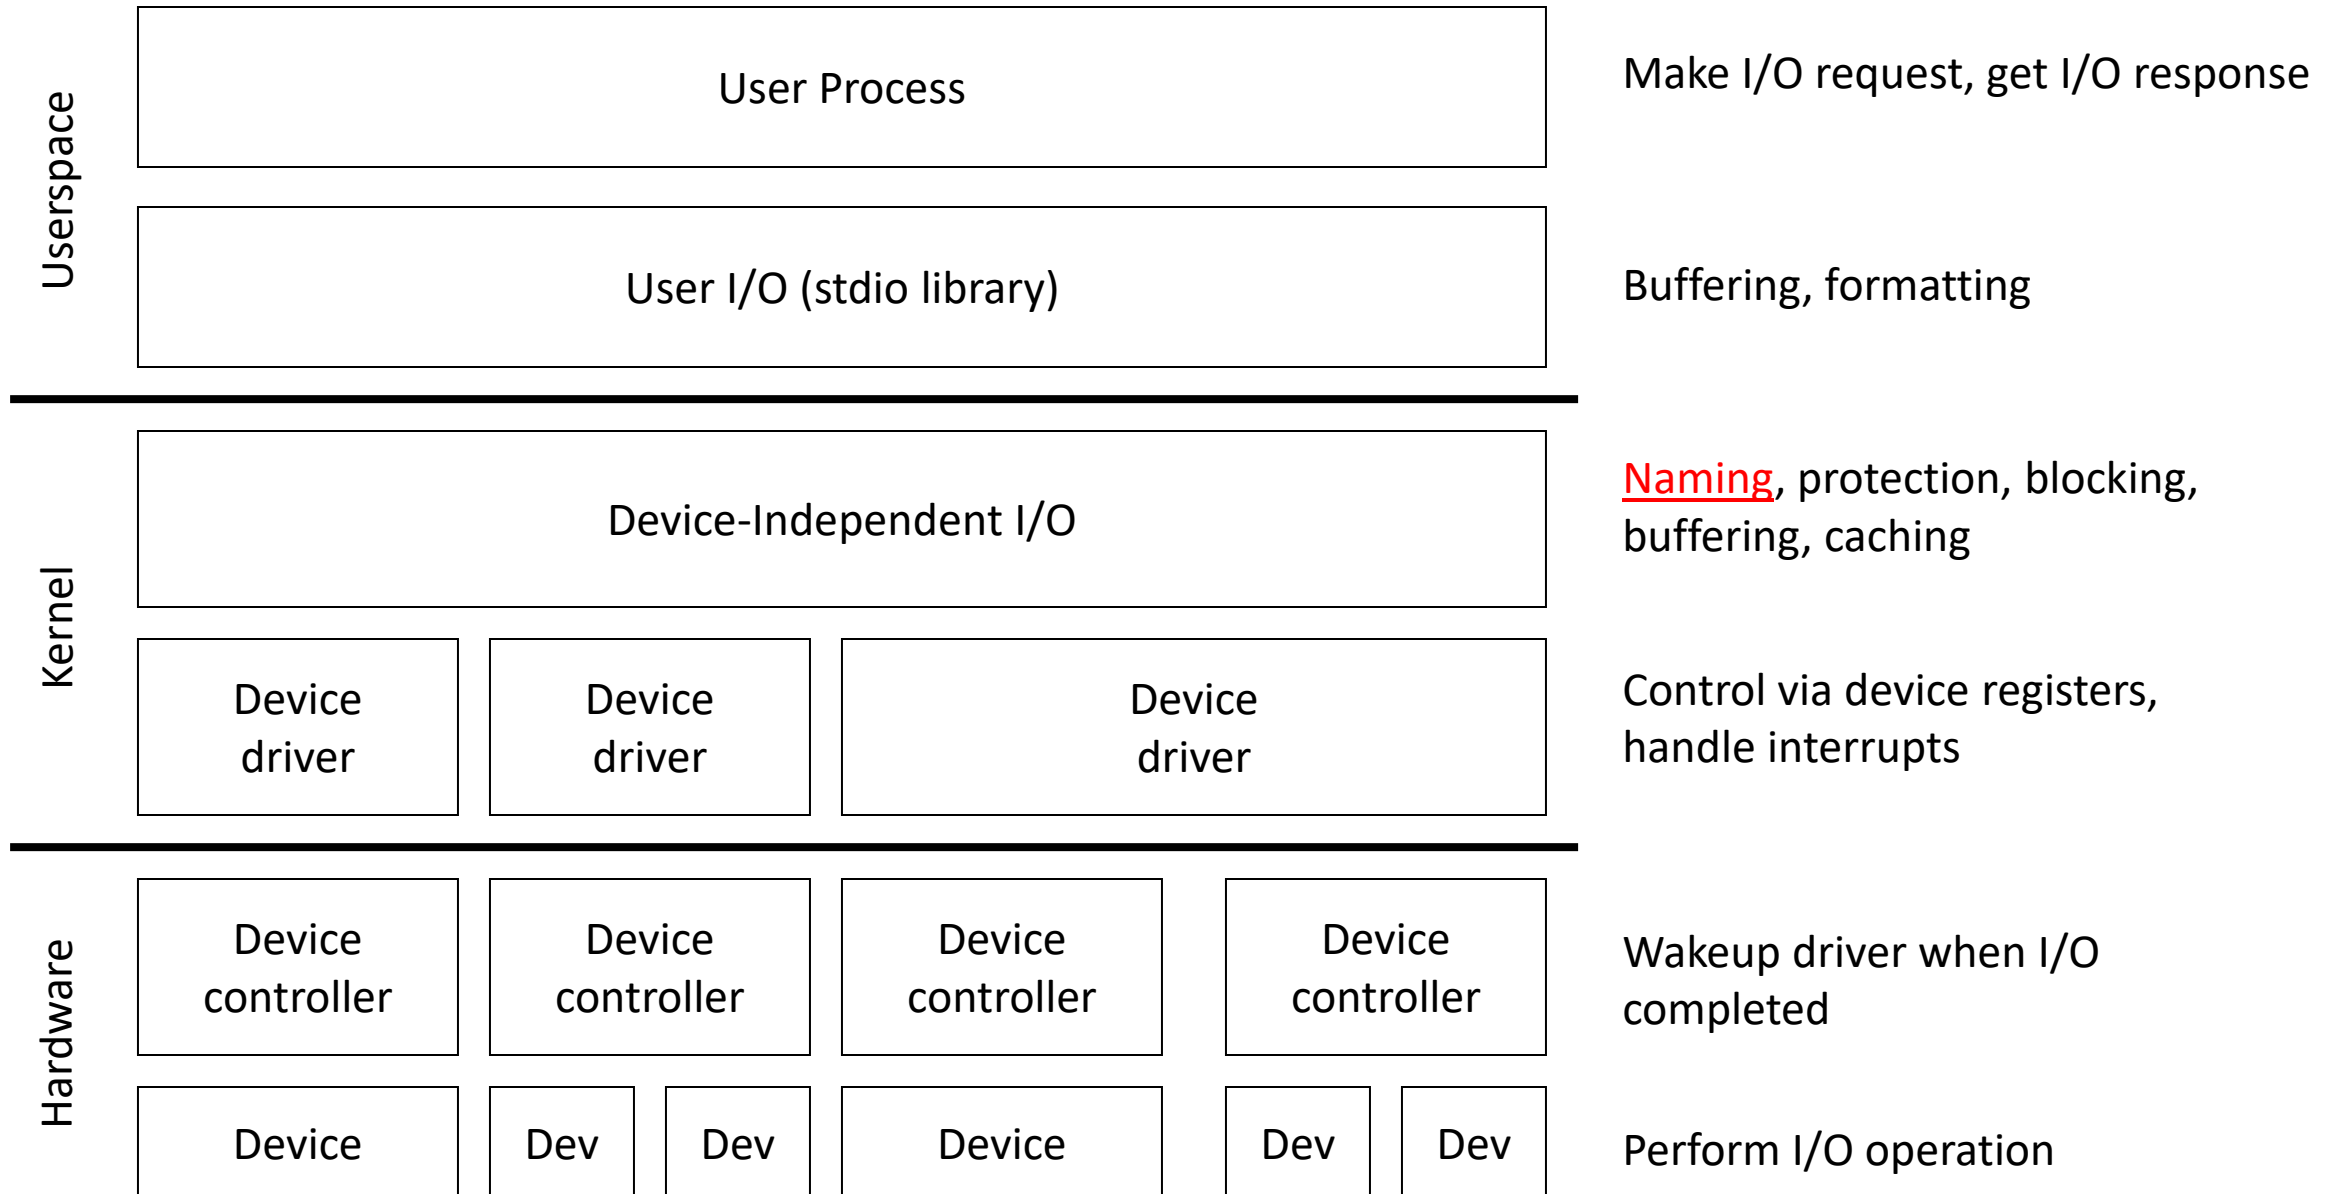 Userspace
User Process
Make I/O request, get I/O response
User I/O (stdio library)
Buffering, formatting
Kernel
Device-Independent I/O
Naming, protection, blocking,
buffering, caching
Device
driver
Device
driver
Device
driver
Control via device registers,
handle interrupts
Hardware
Device
controller
Device
controller
Device
controller
Device
controller
Wakeup driver when I/O
completed
Device
Dev
Dev
Device
Dev
Dev
Perform I/O operation